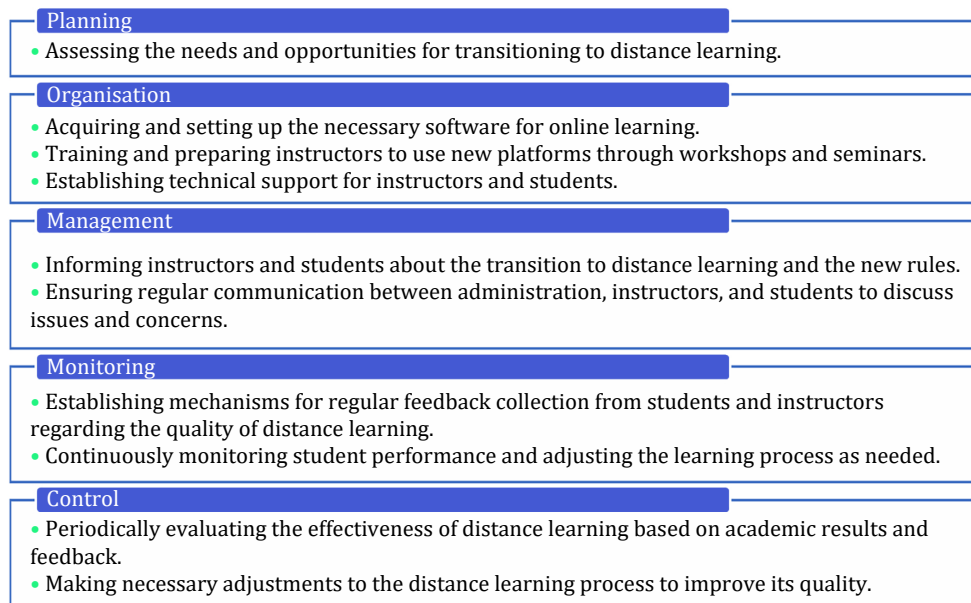 Planning
• Assessing the needs and opportunities for transitioning to distance learning.
Organisation
• Acquiring and setting up the necessary software for online learning.
• Training and preparing instructors to use new platforms through workshops and seminars.
• Establishing technical support for instructors and students.
Management
• Informing instructors and students about the transition to distance learning and the new rules.
• Ensuring regular communication between administration, instructors, and students to discuss
issues and concerns.
Monitoring
• Establishing mechanisms for regular feedback collection from students and instructors
regarding the quality of distance learning.
• Continuously monitoring student performance and adjusting the learning process as needed.
Control
• Periodically evaluating the effectiveness of distance learning based on academic results and
feedback.
• Making necessary adjustments to the distance learning process to improve its quality.